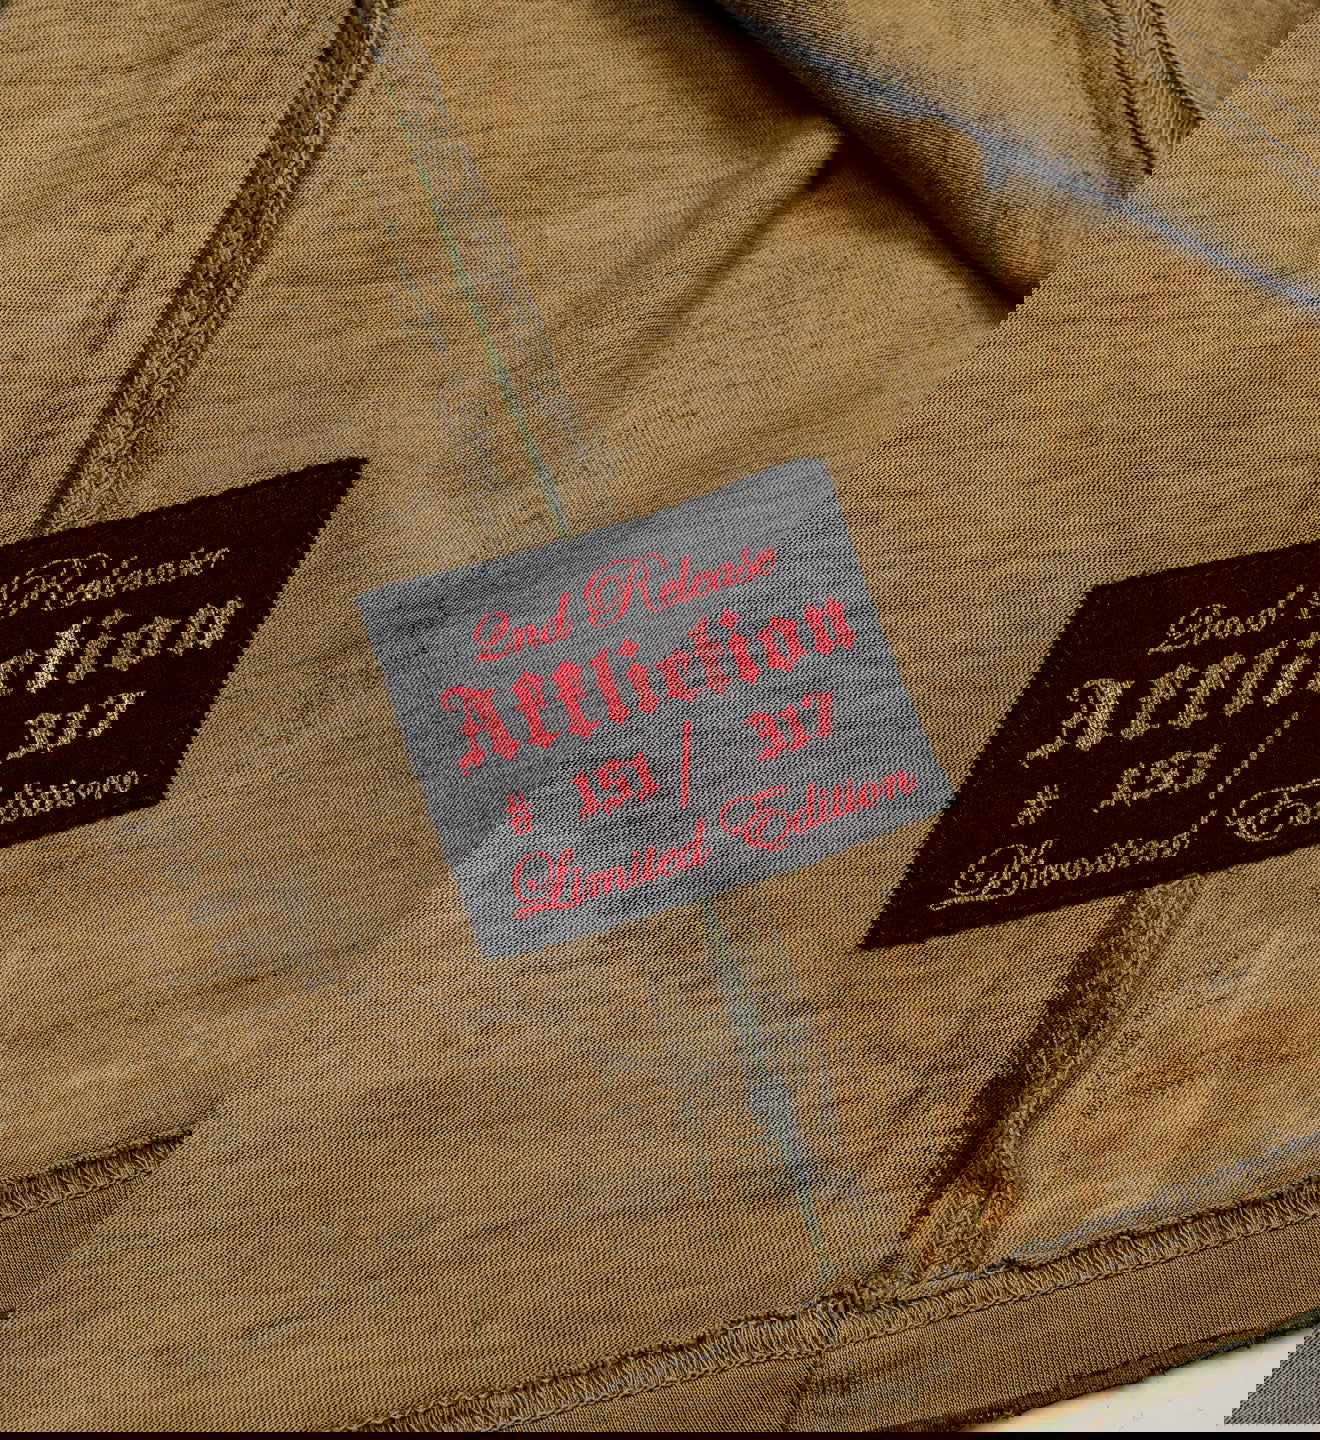 2nd Release
Affliction
# 151 / 317
Limited Edition